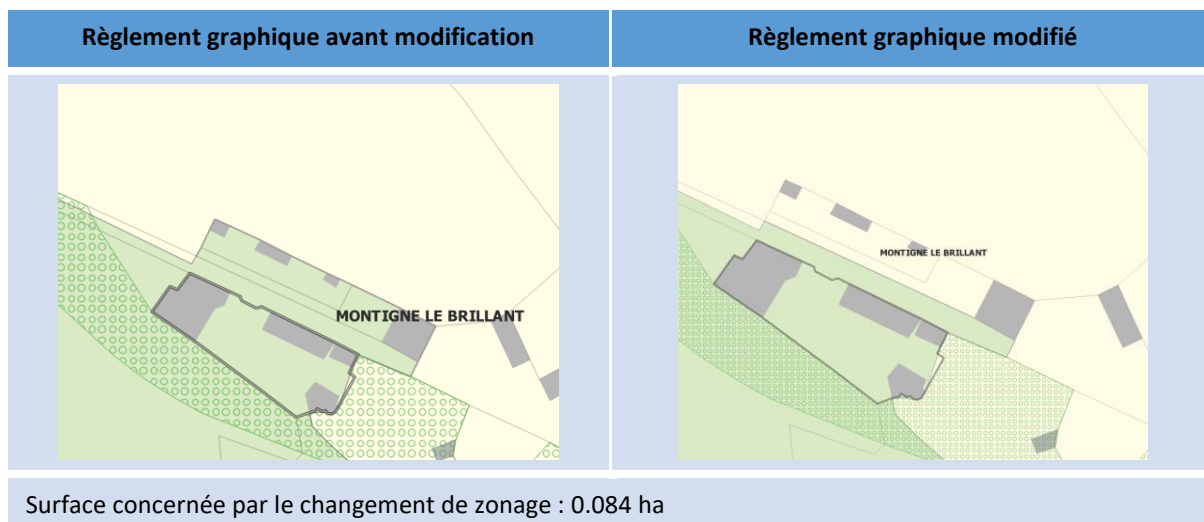 Règlement graphique avant modification
Règlement graphique modifié
MONTIGNE LE BRILLANT
MONTIGNE LE BRILLANT
Surface concernée par le changement de zonage : 0.084 ha